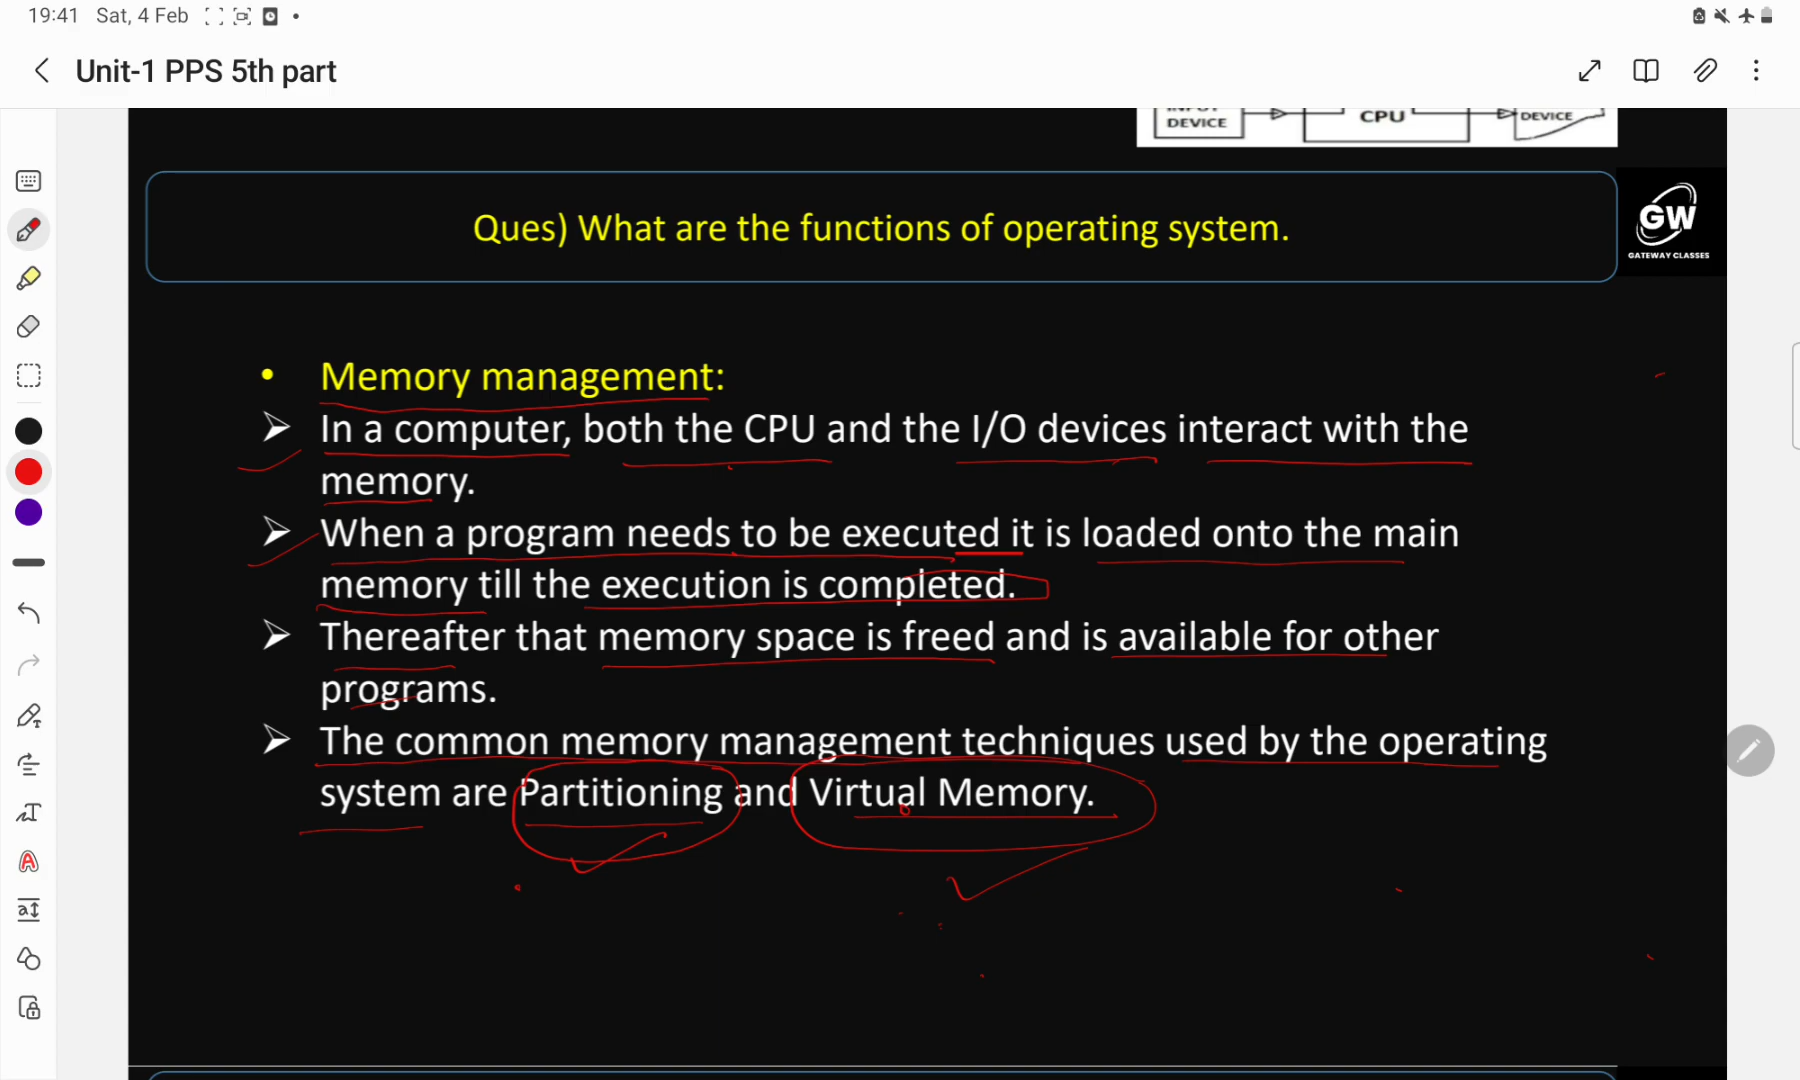 19:41 Sat, 4 Feb
Unit-1 PPS 5th part
DEVICE
CPU
DEVICE
Ques) What are the functions of operating system.
GW
GATEWAY CLASSES
• Memory management:
➢ In a computer, both the CPU and the I/O devices interact with the
memory.
➢ When a program needs to be executed it is loaded onto the main
memory till the execution is completed.
➢ Thereafter that memory space is freed and is available for other
programs.
➢ The common memory management techniques used by the operating
system are Partitioning and Virtual Memory.